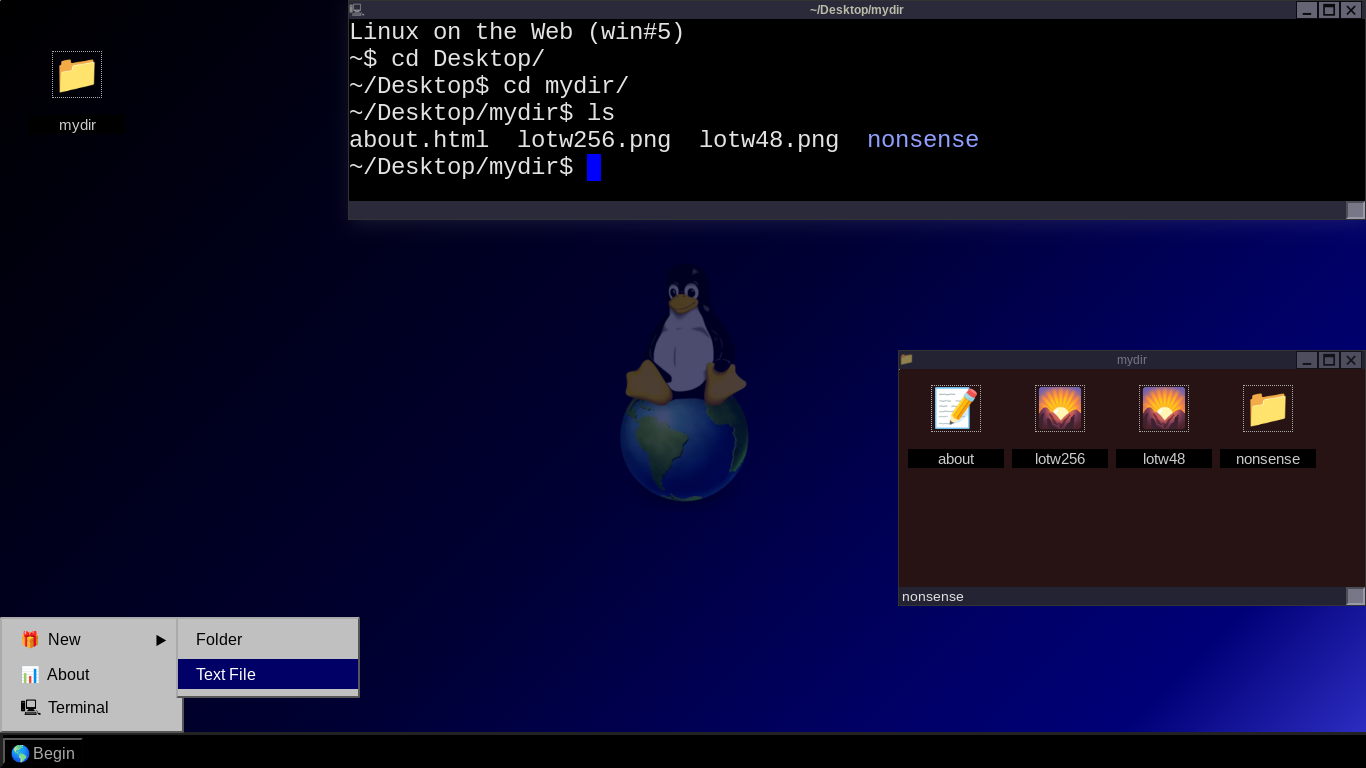 mydir
~/Desktop/mydir
Linux on the Web (win#5)
~$ cd Desktop/
~/Desktop$ cd mydir/
~/Desktop/mydir$ ls
about.html  lotw256.png  lotw48.png  nonsense
~/Desktop/mydir$
mydir
about lotw256 lotw48 nonsense
nonsense
New
About
Terminal
Folder
Text File
Begin